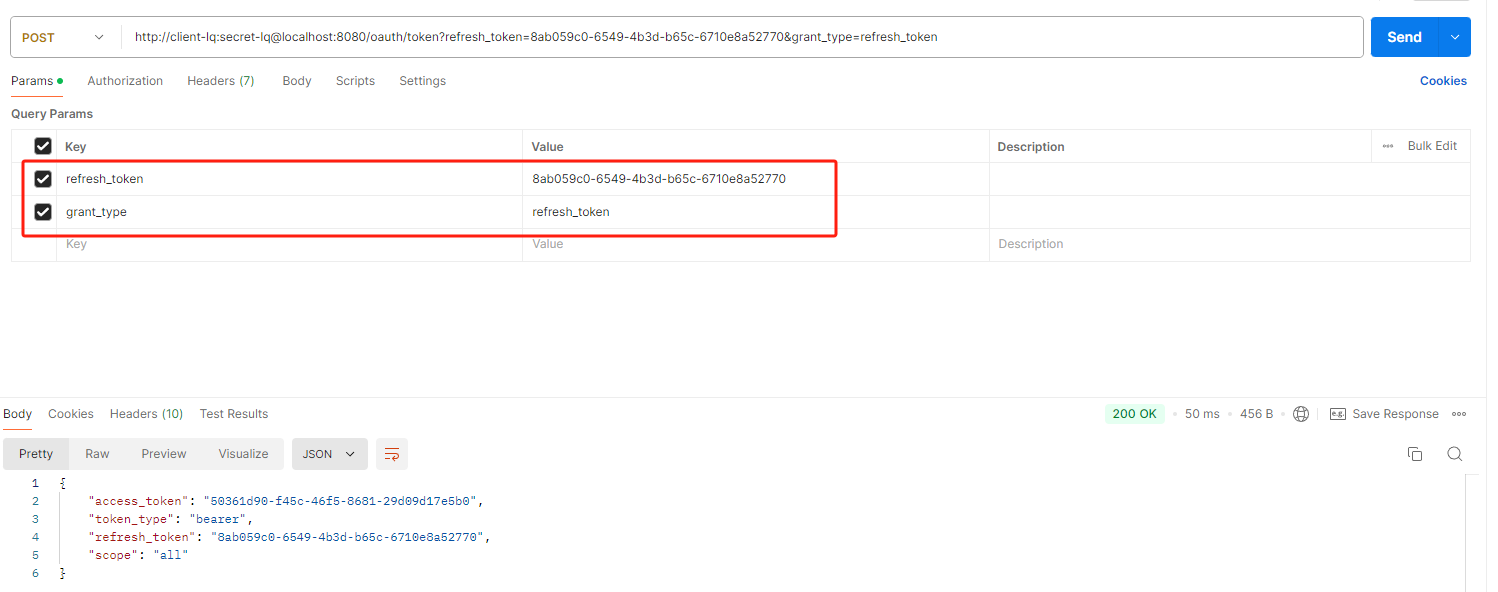 POST http://client-lq:secret-lq@localhost:8080/oauth/token?refresh_token=8ab059c0-6549-4b3d-b65c-6710e8a52770&grant_type=refresh_token Send
Params Authorization Headers (7) Body Scripts Settings Cookies
Query Params
Key Value Description Bulk Edit
refresh_token 8ab059c0-6549-4b3d-b65c-6710e8a52770
grant_type refresh_token
Key Value Description
Body Cookies Headers (10) Test Results 200 OK 50 ms 456 B e.g. Save Response
Pretty Raw Preview Visualize JSON
1 {
2 "access_token": "50361d90-f45c-46f5-8681-29d09d17e5b0",
3 "token_type": "bearer",
4 "refresh_token": "8ab059c0-6549-4b3d-b65c-6710e8a52770",
5 "scope": "all"
6 }